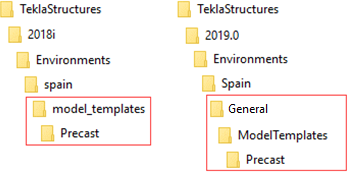 TeklaStructures
2018i
Environments
spain
model_templates
Precast
TeklaStructures
2019.0
Environments
Spain
General
ModelTemplates
Precast